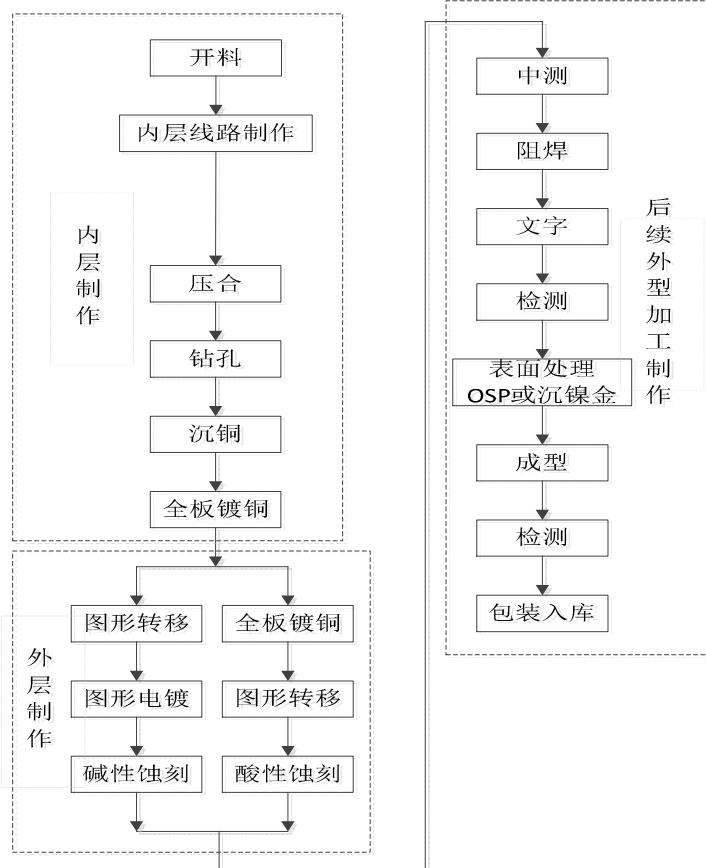 开料
内层线路制作
内层制作
压合
钻孔
沉铜
全板镀铜
图形转移
全板镀铜
外层制作
图形电镀
图形转移
碱性蚀刻
酸性蚀刻
中测
阻焊
文字
后续外型加工制作
检测
表面处理
OSP或沉镍金
成型
检测
包装入库